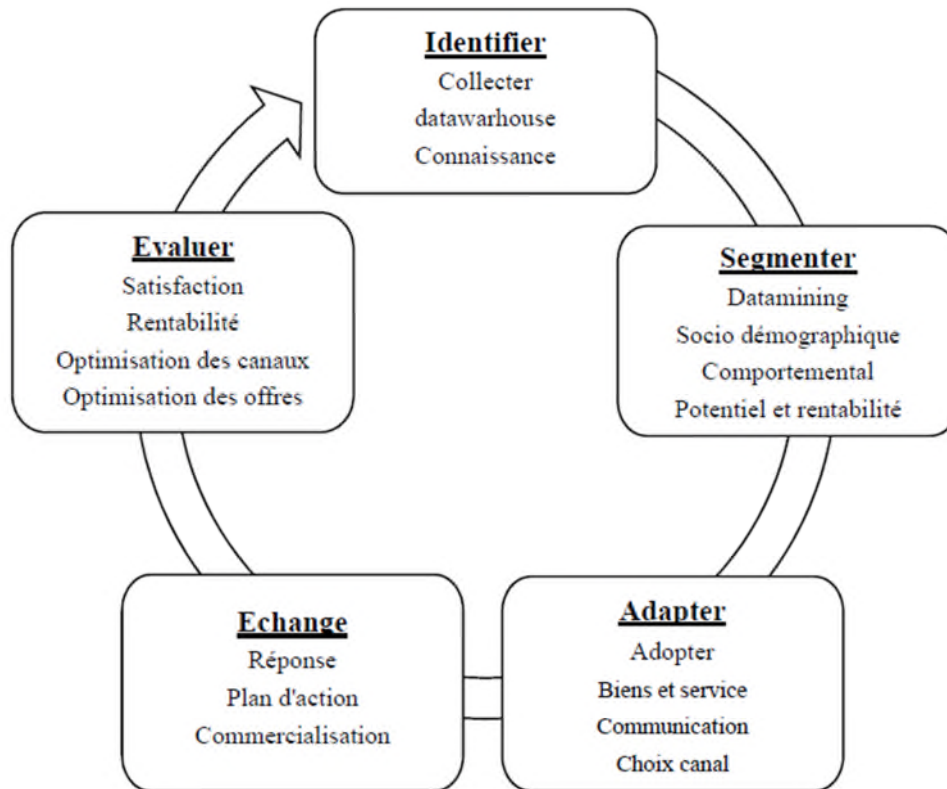 Identifier
Collecter
datawarhouse
Connaissance
Segmenter
Datamining
Socio démographique
Comportemental
Potentiel et rentabilité
Adapter
Adopter
Biens et service
Communication
Choix canal
Echange
Réponse
Plan d'action
Commercialisation
Evaluer
Satisfaction
Rentabilité
Optimisation des canaux
Optimisation des offres